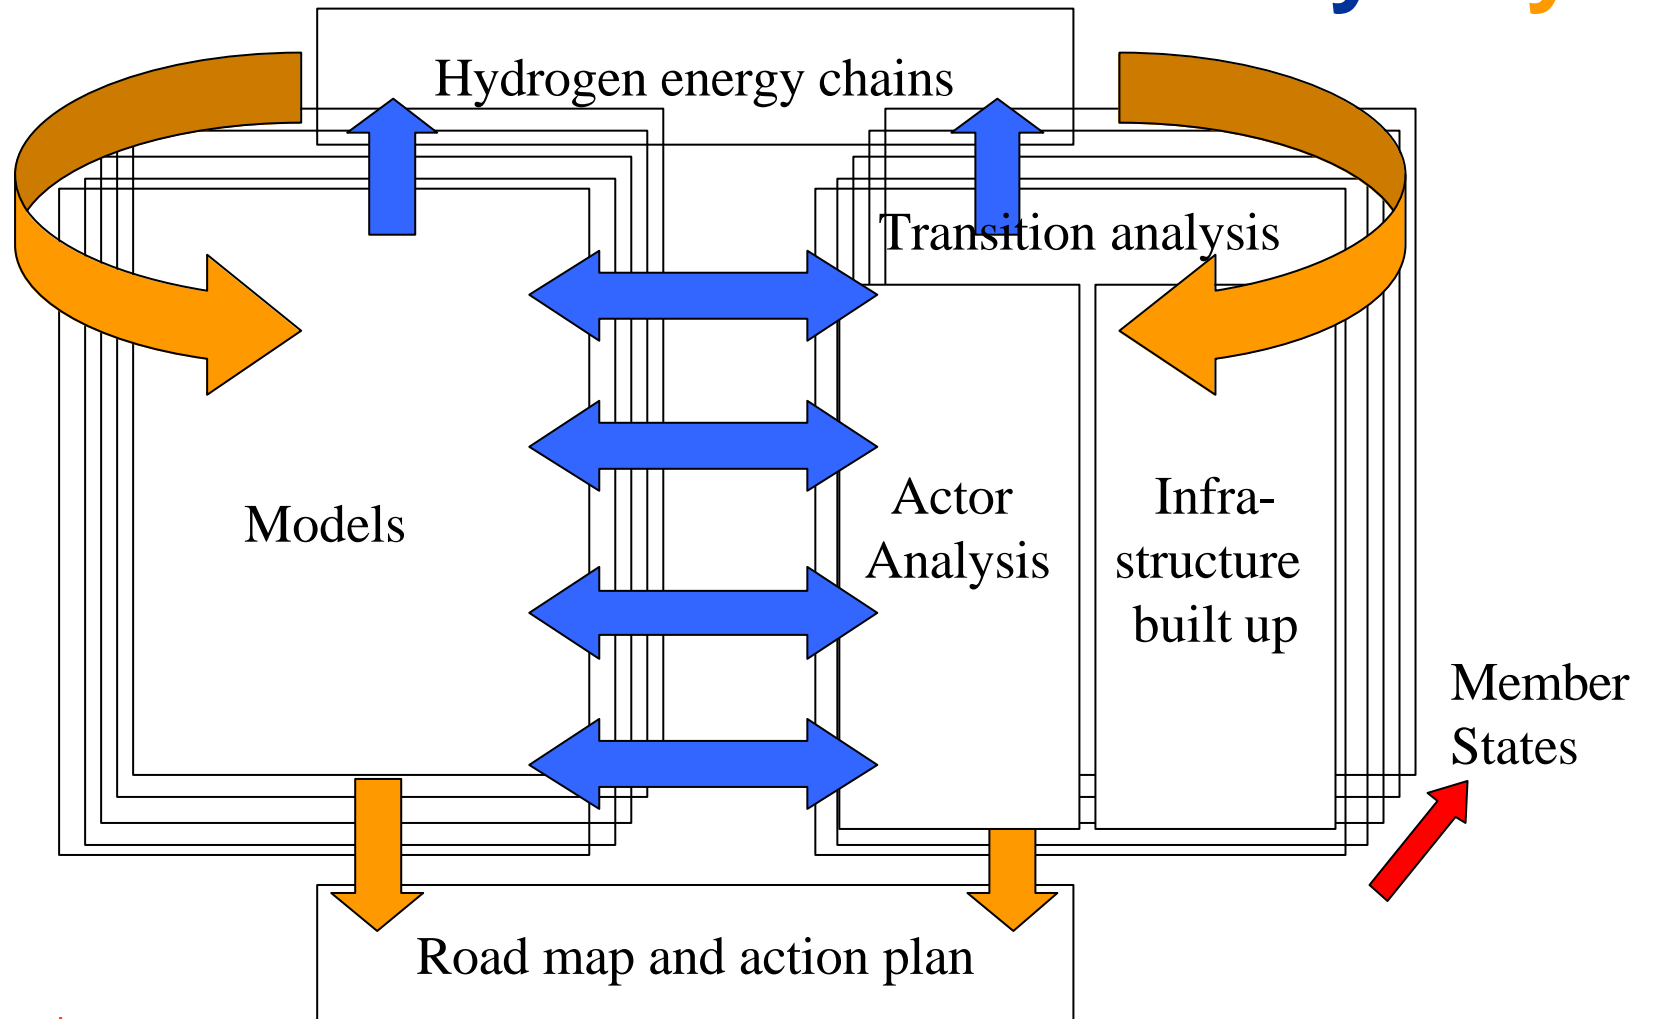 Hydrogen energy chains
Transition analysis
Models
Actor
Analysis
Infra-
structure
built up
Member
States
Road map and action plan